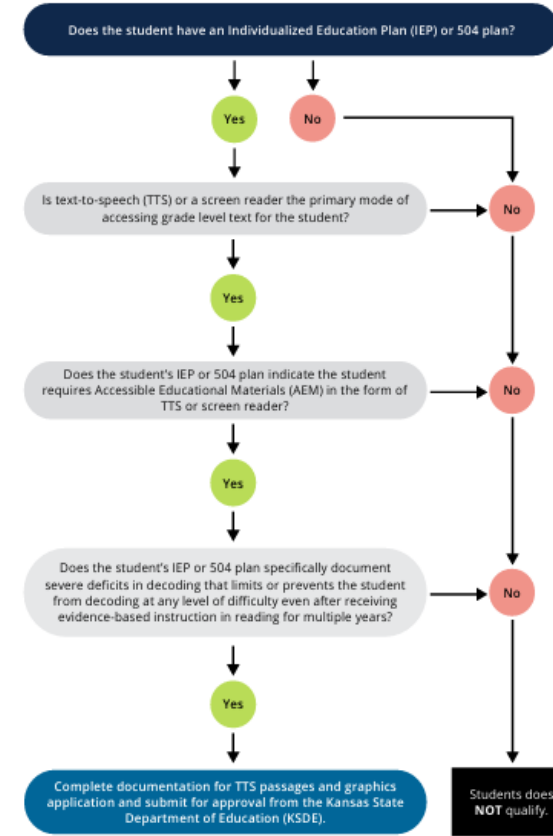 Does the student have an Individualized Education Plan (IEP) or 504 plan?
Yes
No
Is text-to-speech (TTS) or a screen reader the primary mode of
accessing grade level text for the student?
No
Yes
Does the student's IEP or 504 plan indicate the student
requires Accessible Educational Materials (AEM) in the form of
TTS or screen reader?
No
Yes
Does the student's IEP or 504 plan specifically document
severe deficits in decoding that limits or prevents the student
from decoding at any level of difficulty even after receiving
evidence-based instruction in reading for multiple years?
No
Yes
Complete documentation for TTS passages and graphics
application and submit for approval from the Kansas State
Department of Education (KSDE).
Students does
NOT qualify.